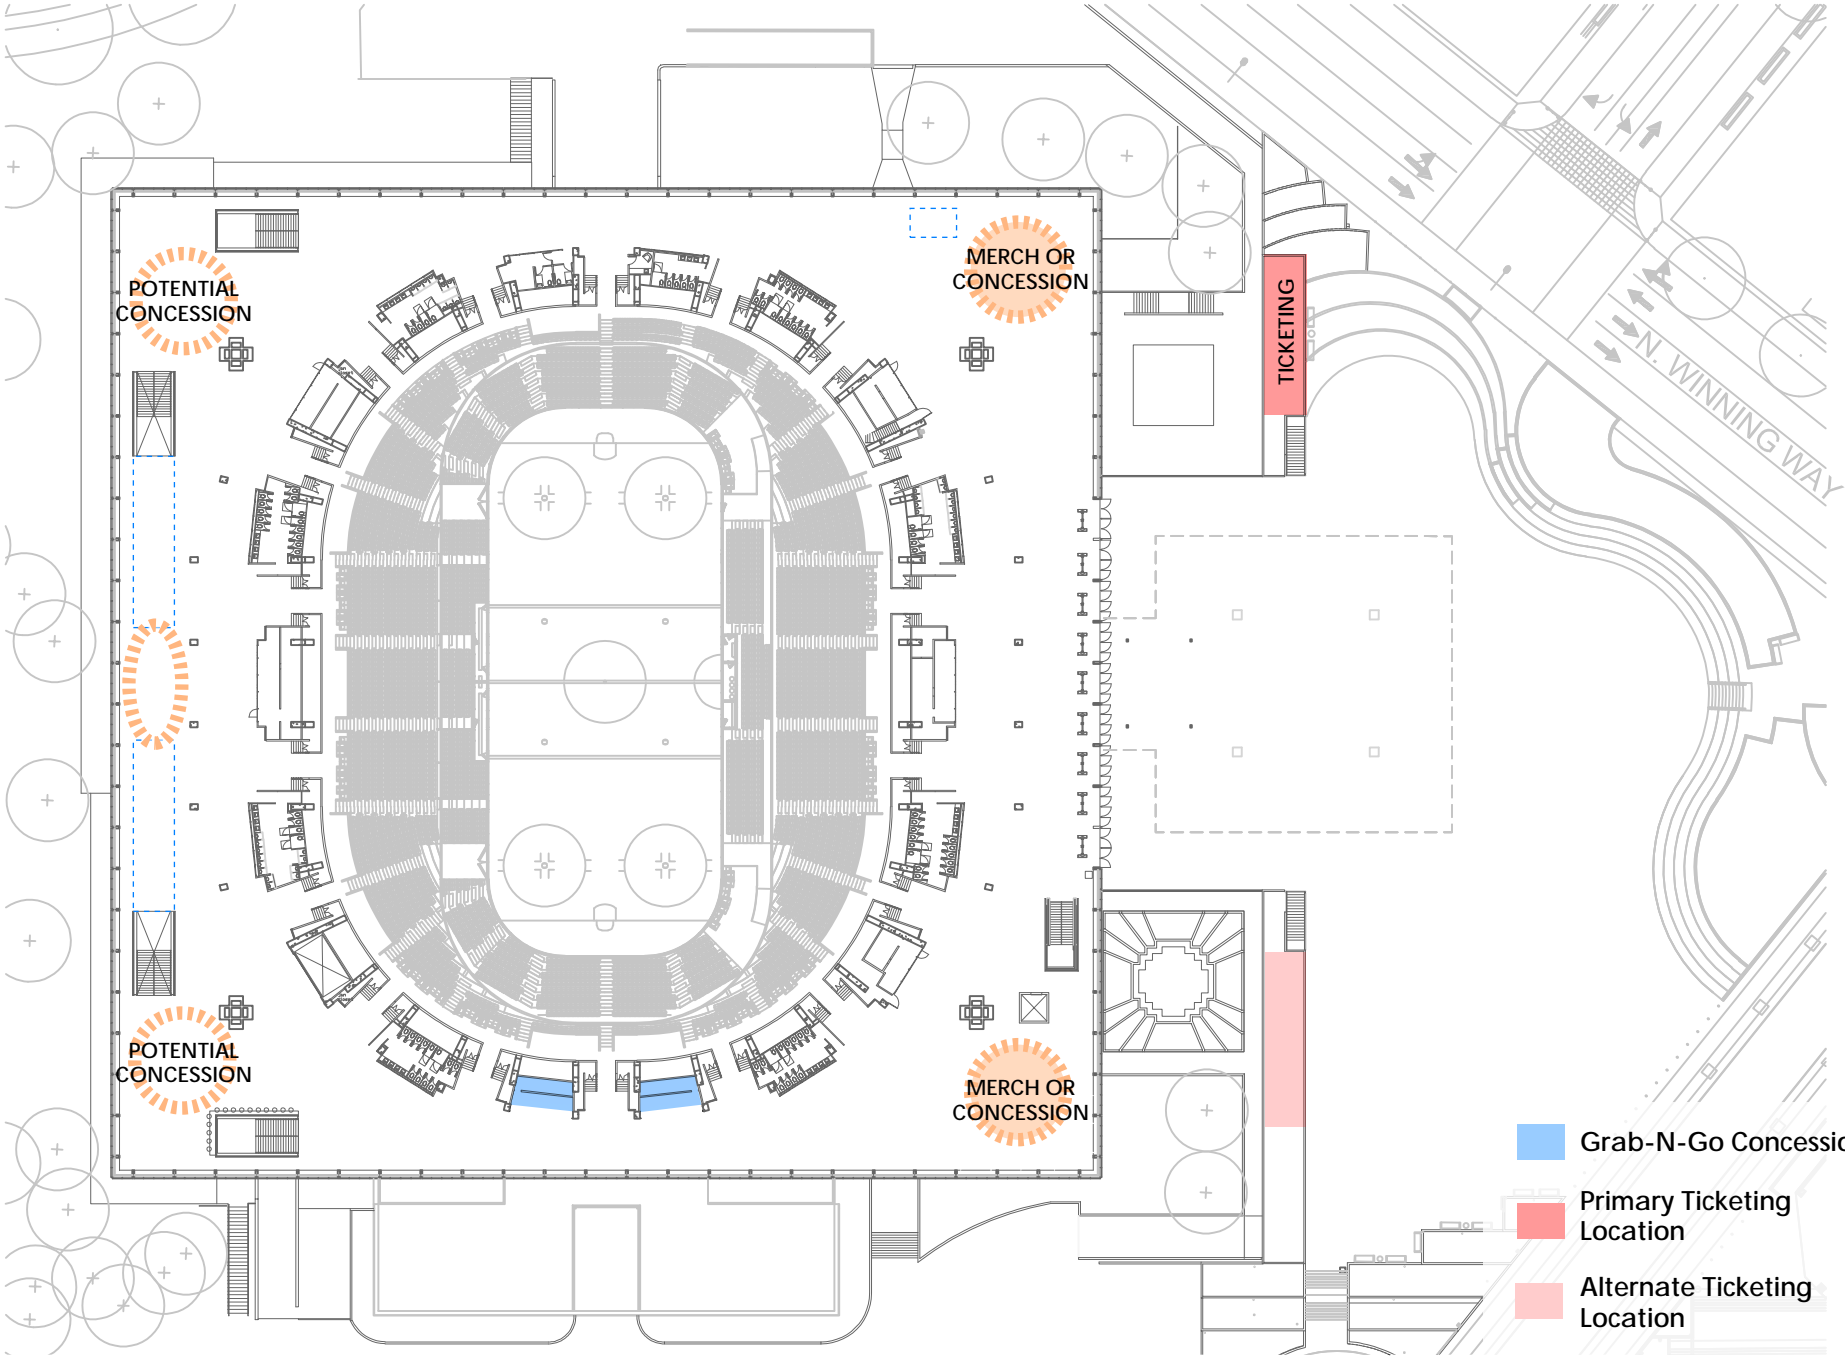 POTENTIAL
CONCESSION
MERCH OR
CONCESSION
TICKETING
N. WINNING WAY
POTENTIAL
CONCESSION
MERCH OR
CONCESSION
Grab-N-Go Concessio
Primary Ticketing
Location
Alternate Ticketing
Location